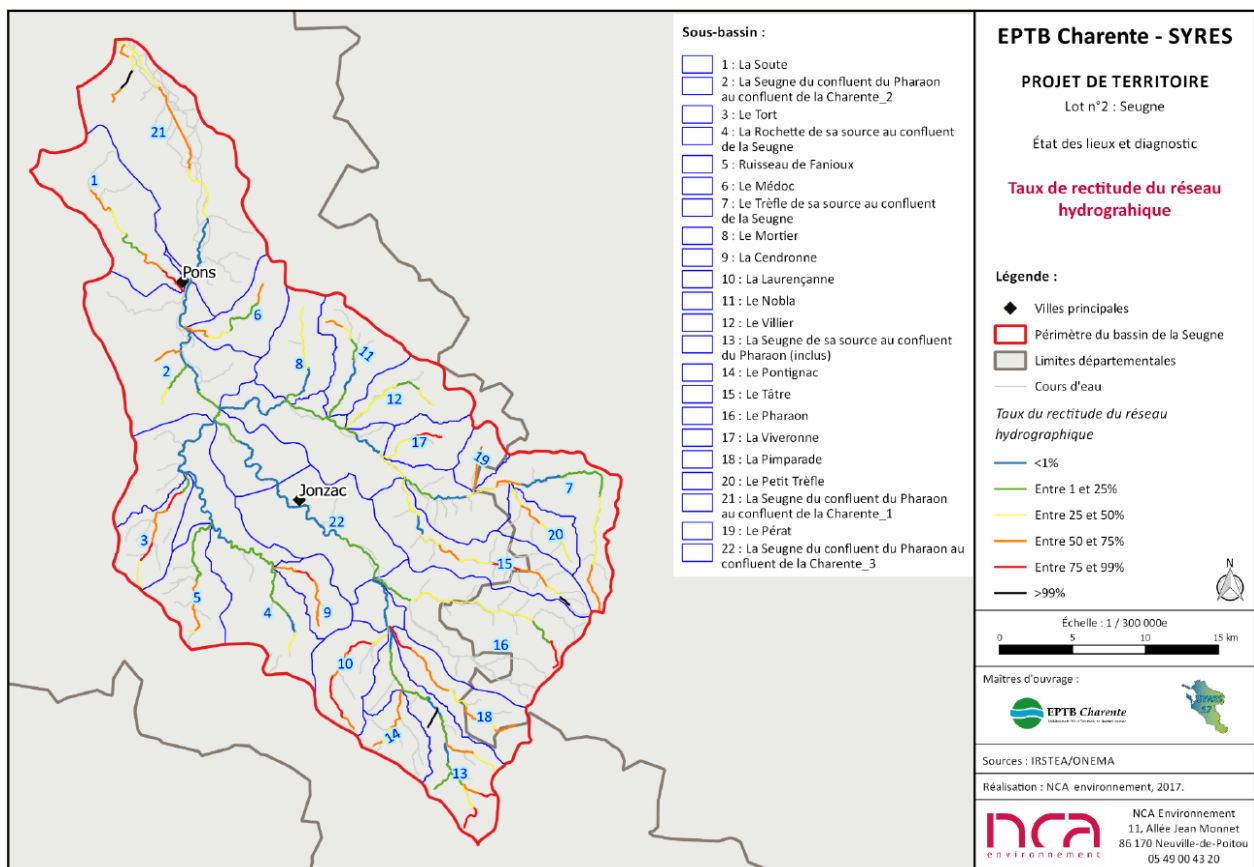 Sous-bassin :
1 : La Soute
2 : La Seugne du confluent du Pharaon
au confluent de la Charente_2
3 : Le Tort
4 : La Rochette de sa source au confluent
de la Seugne
5 : Ruisseau de Fanioux
6 : Le Médoc
7 : Le Trèfle de sa source au confluent
de la Seugne
8 : Le Mortier
9 : La Cendronne
10 : La Laurençanne
11 : Le Nobla
12 : Le Villier
13 : La Seugne de sa source au confluent
du Pharaon (inclus)
14 : Le Pontignac
15 : Le Tâtre
16 : Le Pharaon
17 : La Viveronne
18 : La Pimparade
20 : Le Petit Trèfle
21 : La Seugne du confluent du Pharaon
au confluent de la Charente_1
19 : Le Pérat
22 : La Seugne du confluent du Pharaon au
confluent de la Charente_3
21
1
Pons
6
2
8
11
12
17
19
7
Jonzac
22
20
3
15
5
4
9
16
10
18
14
13
EPTB Charente - SYRES
PROJET DE TERRITOIRE
Lot n°2 : Seugne
État des lieux et diagnostic
Taux de rectitude du réseau
hydrograhique
Légende :
Villes principales
Périmètre du bassin de la Seugne
Limites départementales
Cours d'eau
Taux du rectitude du réseau
hydrographique
<1%
Entre 1 et 25%
Entre 25 et 50%
Entre 50 et 75%
Entre 75 et 99%
>99%
N
Échelle : 1 / 300 000e
0 5 10 15 km
Maîtres d'ouvrage :
EPTB Charente
Sources : IRSTEA/ONEMA
Réalisation : NCA environnement, 2017.
nca
environnement
NCA Environnement
11, Allée Jean Monnet
86 170 Neuville-de-Poitou
05 49 00 43 20